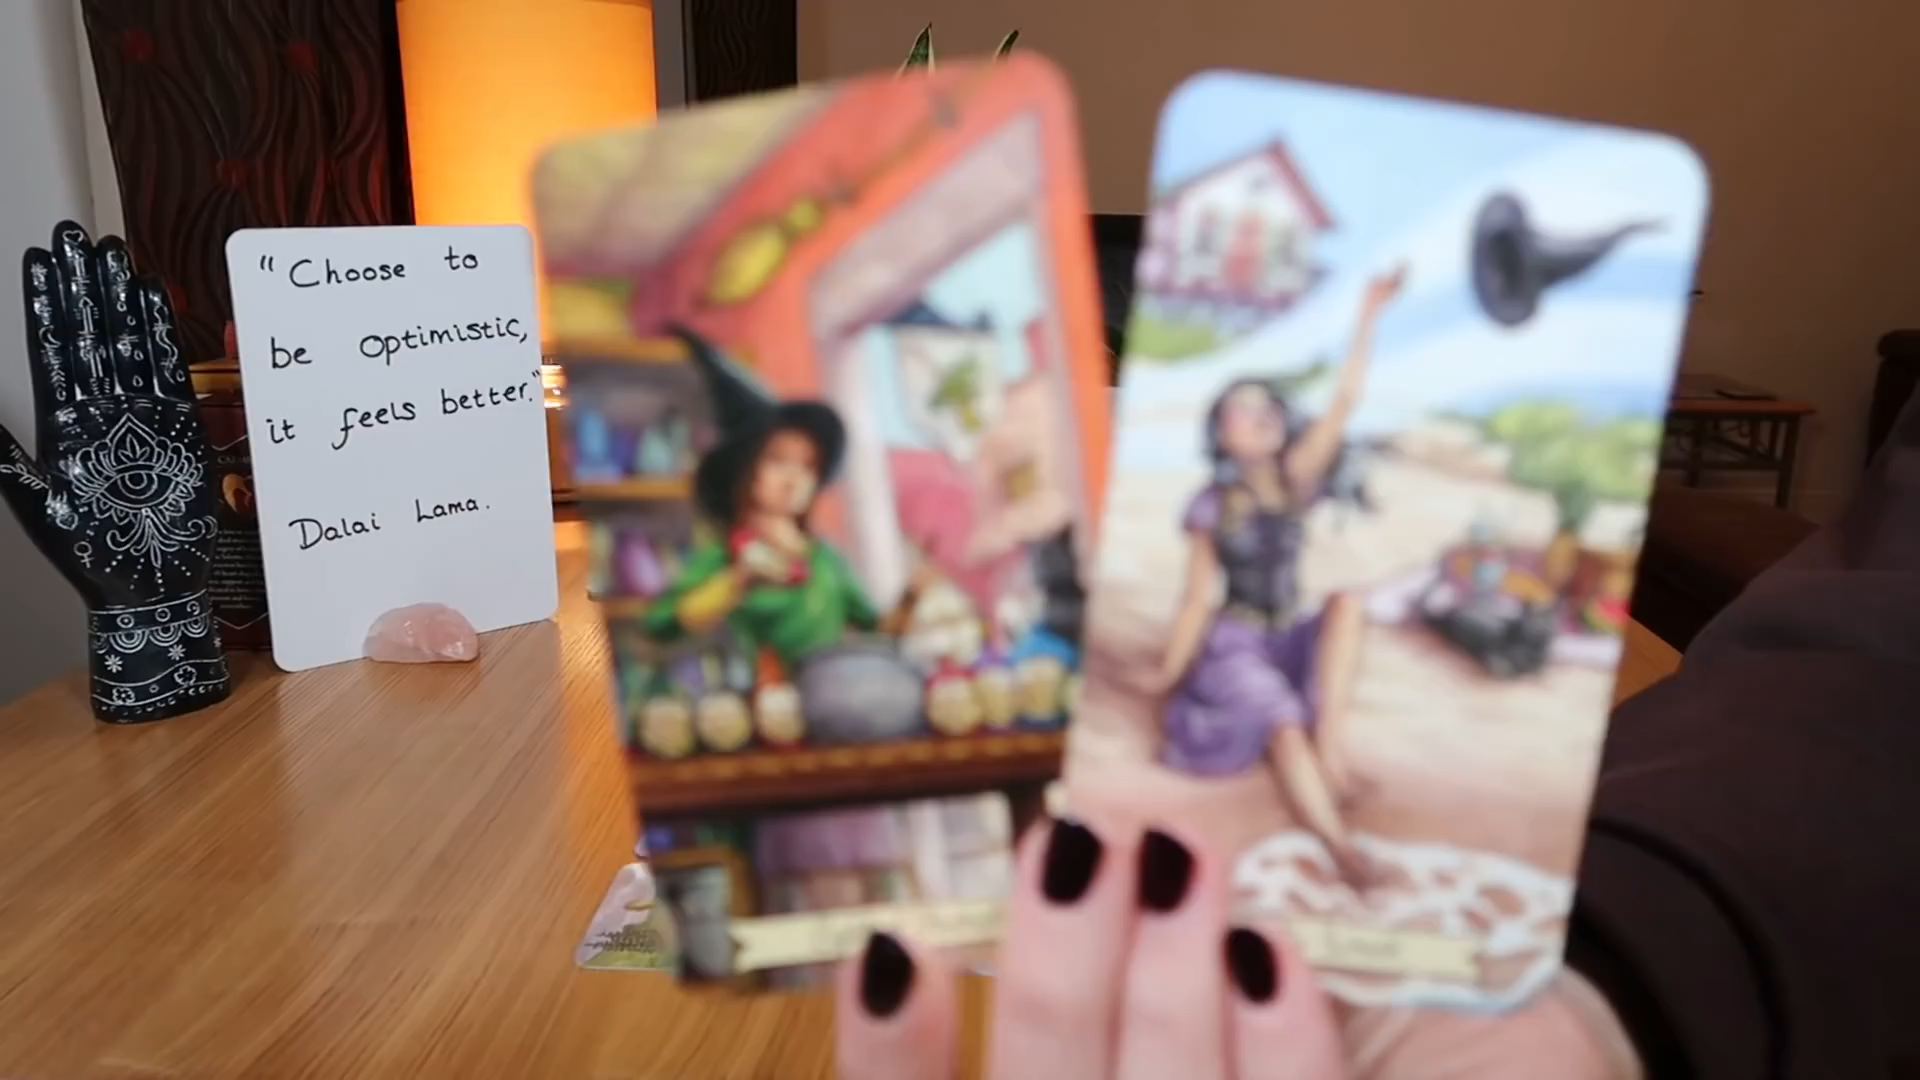 "Choose to
be Optimistic,
it feels better."
Dalai Lama.